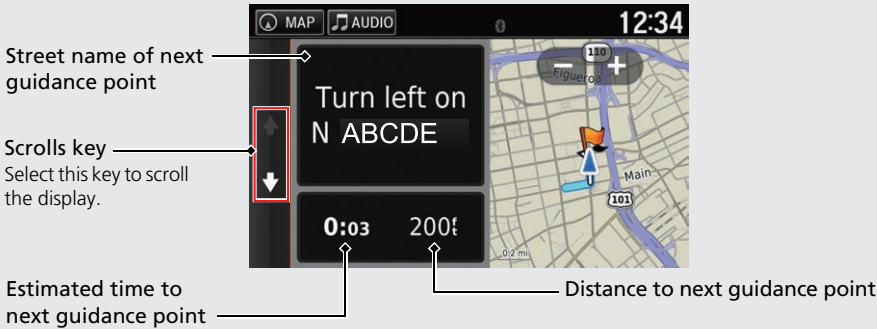 MAP AUDIO 12:34
Street name of next
guidance point
Turn left on
N ABCDE
Scrolls key
Select this key to scroll
the display.
0:03 200ft
110
Figueroa
Main
101
0.2 mi
Estimated time to
next guidance point
Distance to next guidance point